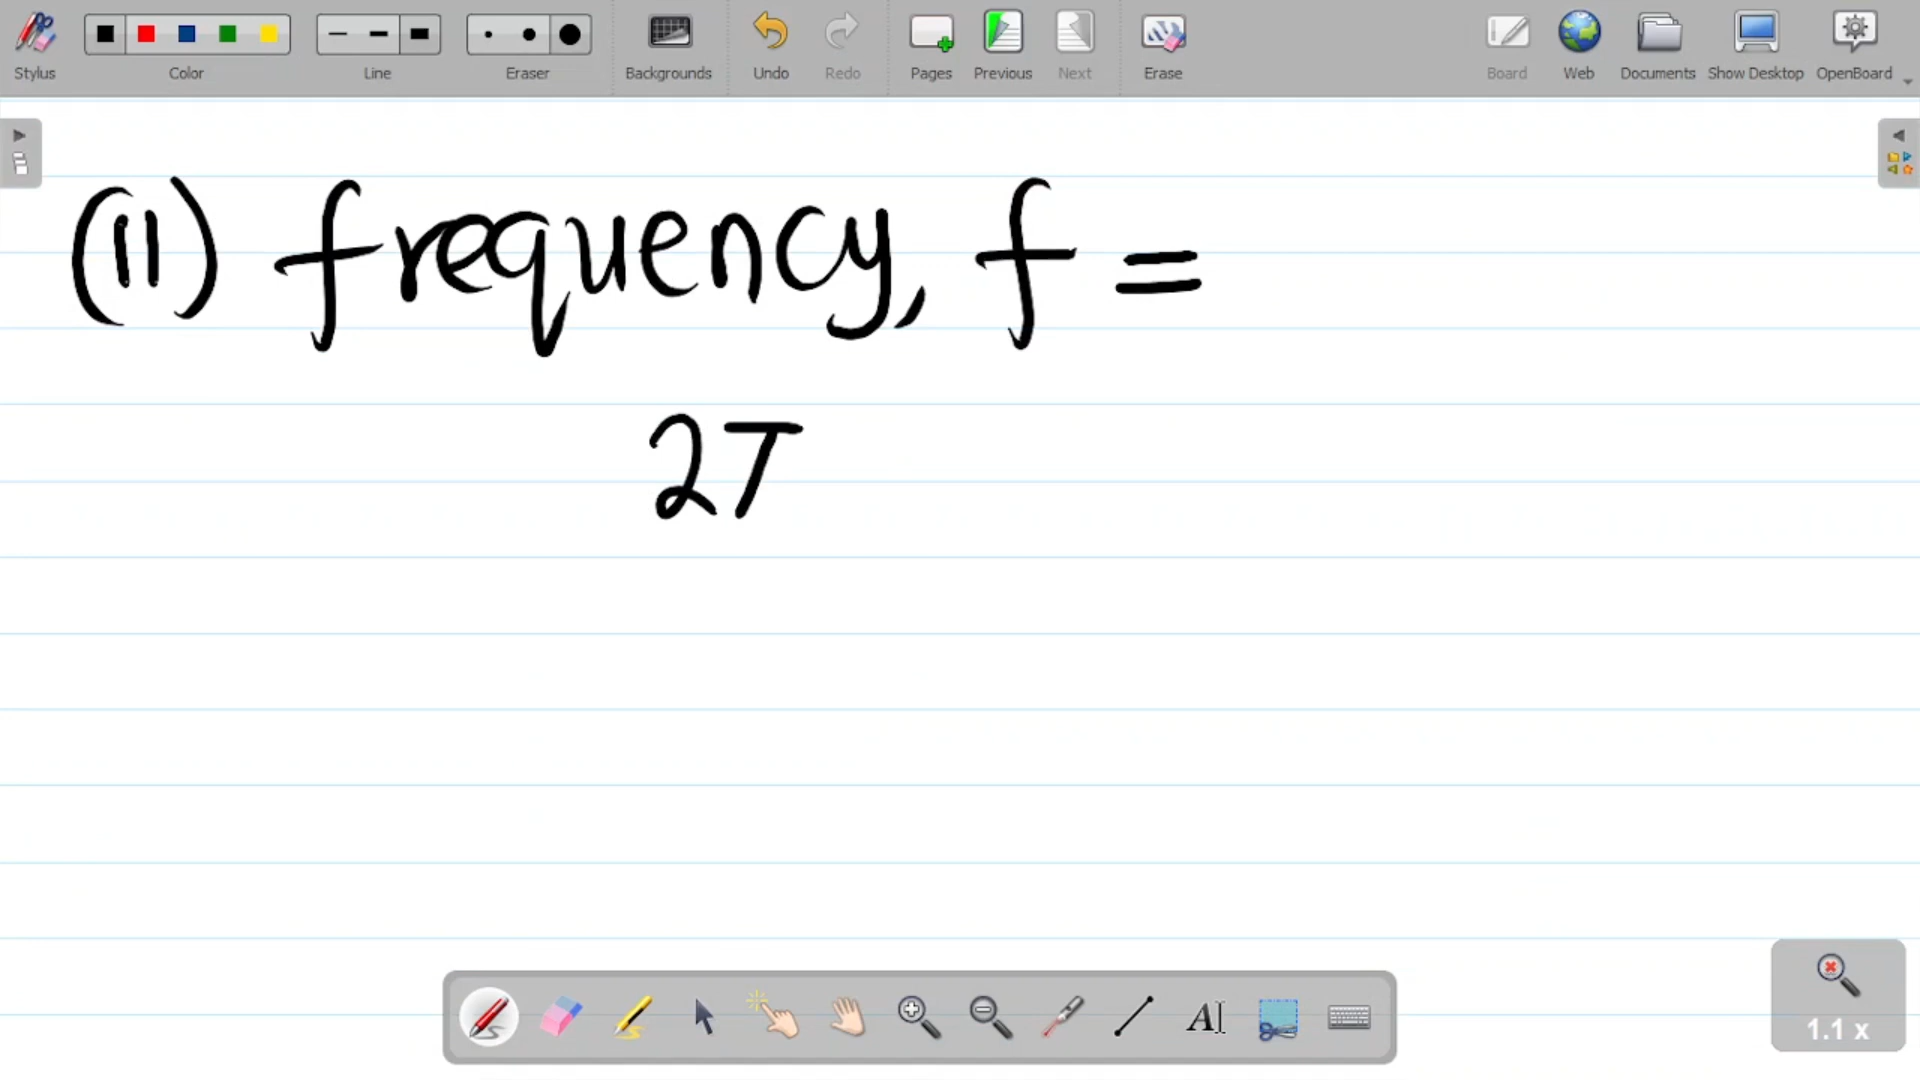 Stylus
Color
Line
Eraser
Backgrounds
Undo
Redo
Pages
Previous
Next
Erase
Board
Web
Documents
Show Desktop
OpenBoard
(ii) frequency, f =
2T
1.1 x